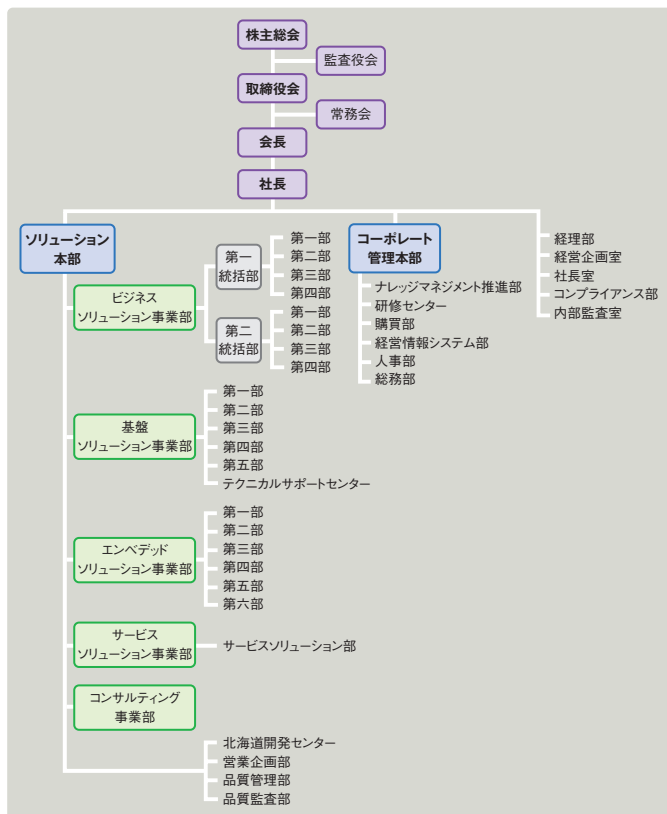 株主総会
監査役会
取締役会
常務会
会長
社長
ソリューション
本部
ビジネス
ソリューション事業部
第一
統括部
第一部
第二部
第三部
第四部
第二
統括部
第一部
第二部
第三部
第四部
基盤
ソリューション事業部
第一部
第二部
第三部
第四部
第五部
テクニカルサポートセンター
エンベデッド
ソリューション事業部
第一部
第二部
第三部
第四部
第五部
第六部
サービス
ソリューション事業部
サービスソリューション部
コンサルティング
事業部
北海道開発センター
営業企画部
品質管理部
品質監査部
コーポレート
管理本部
ナレッジマネジメント推進部
研修センター
購買部
経営情報システム部
人事部
総務部
経理部
経営企画室
社長室
コンプライアンス部
内部監査室